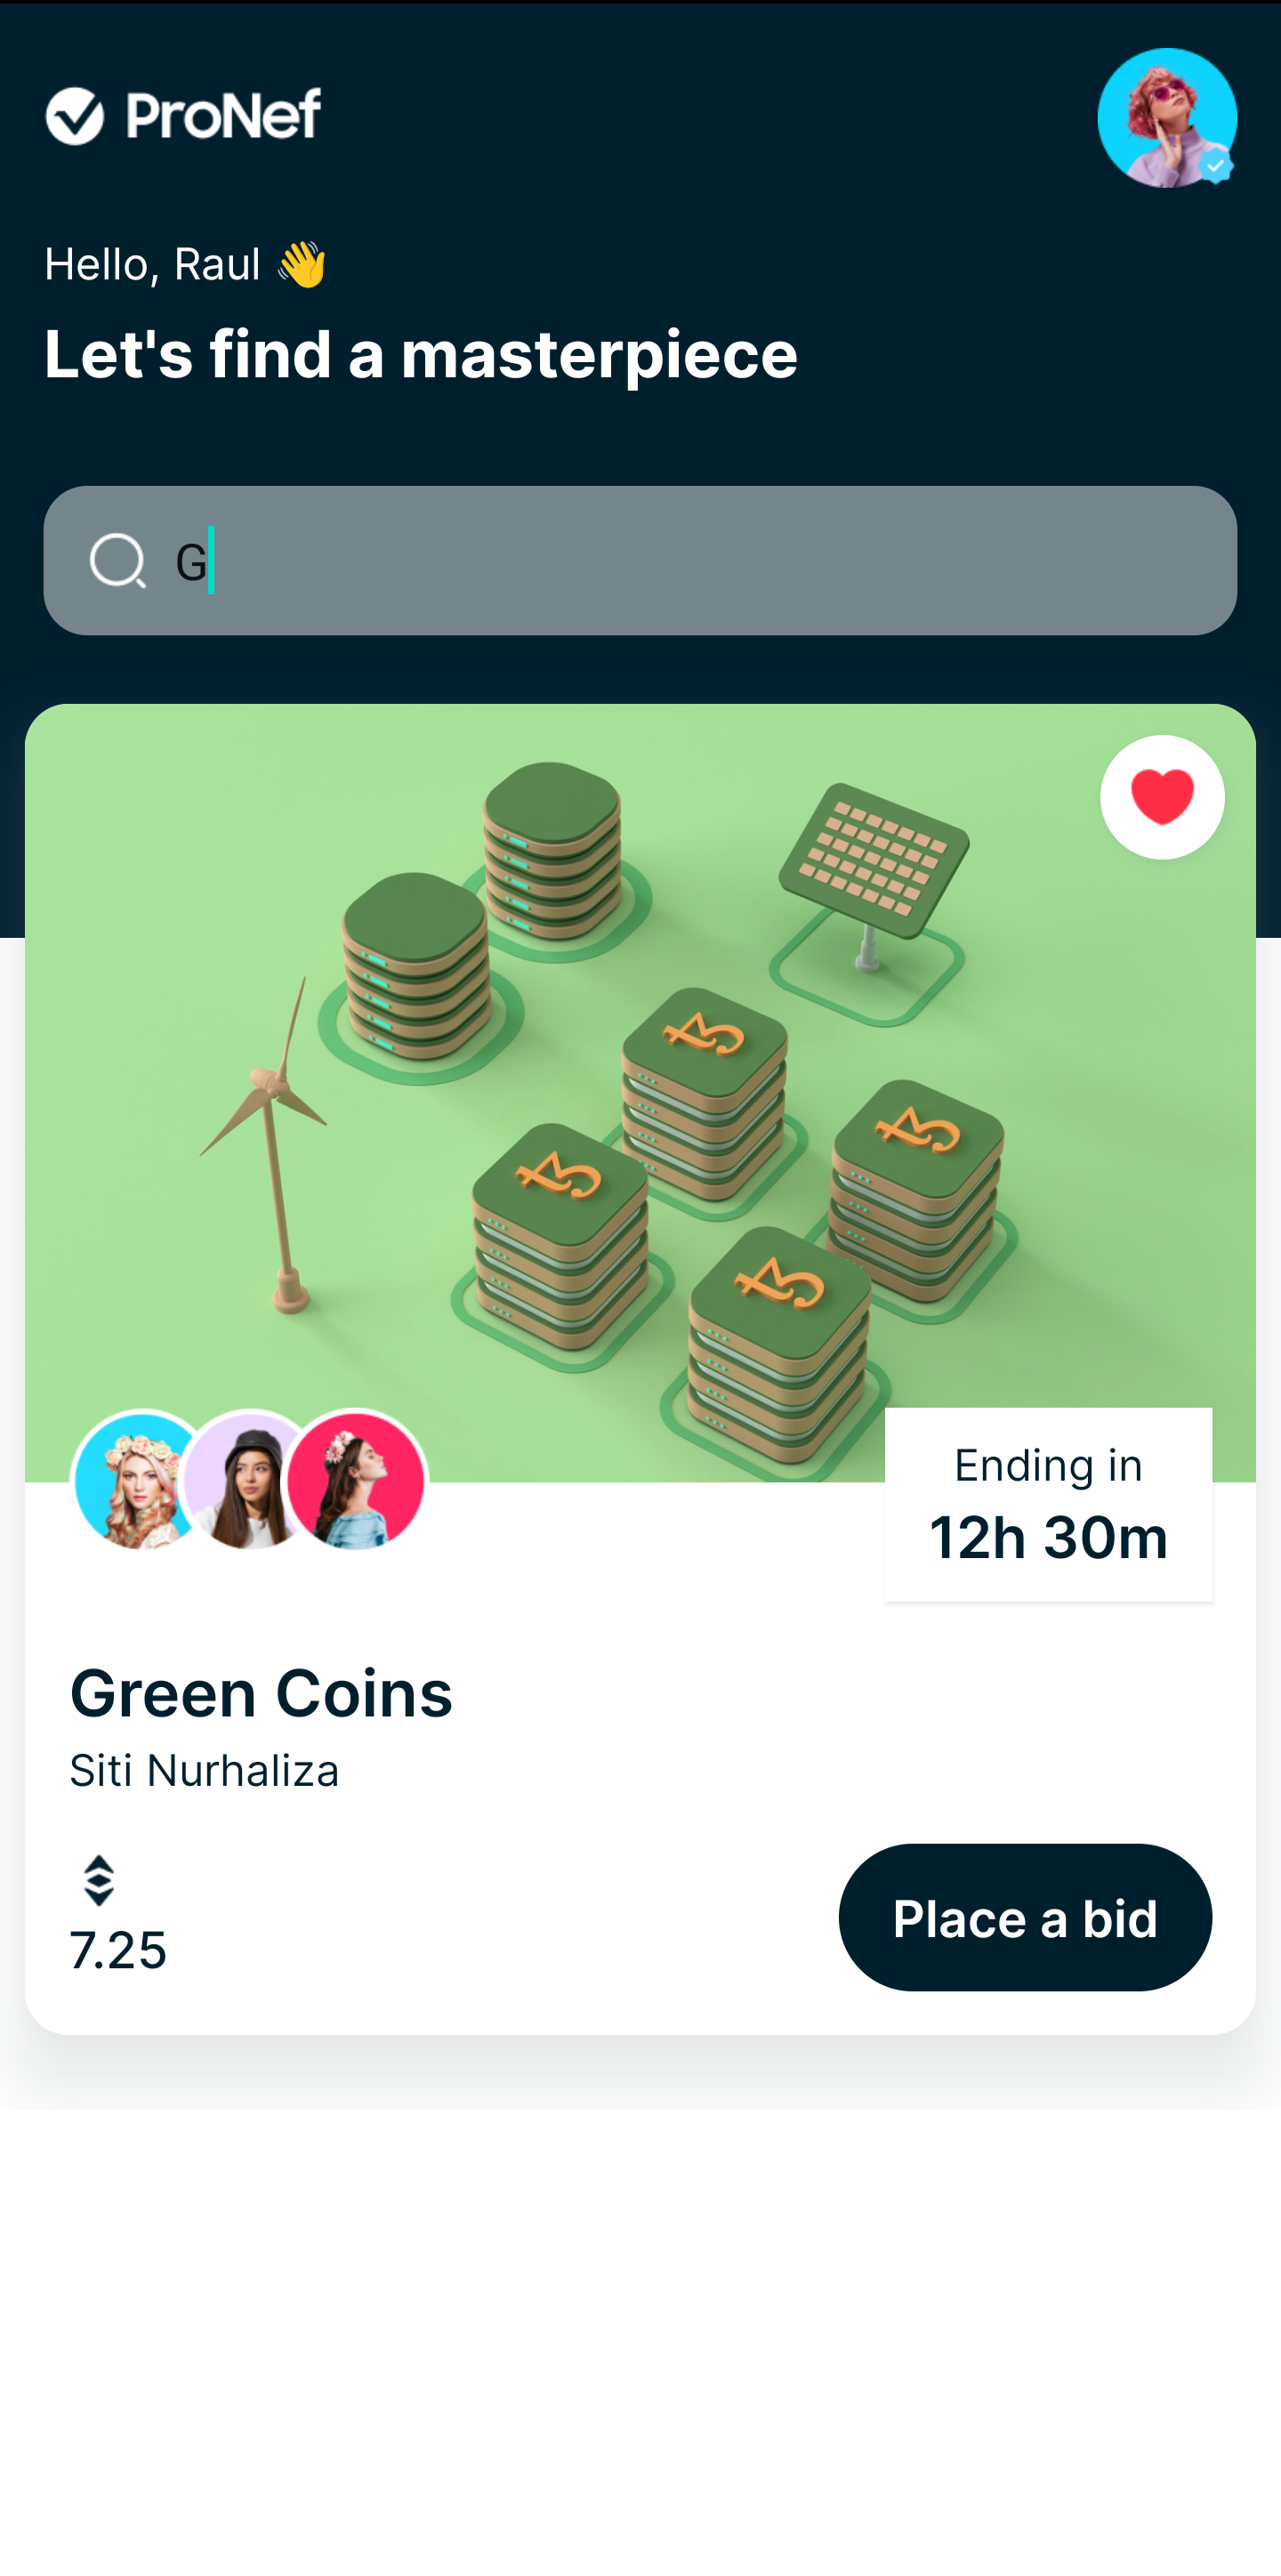 ProNef
Hello, Raul 👋
Let's find a masterpiece
G
Ending in
12h 30m
Green Coins
Siti Nurhaliza
7.25
Place a bid